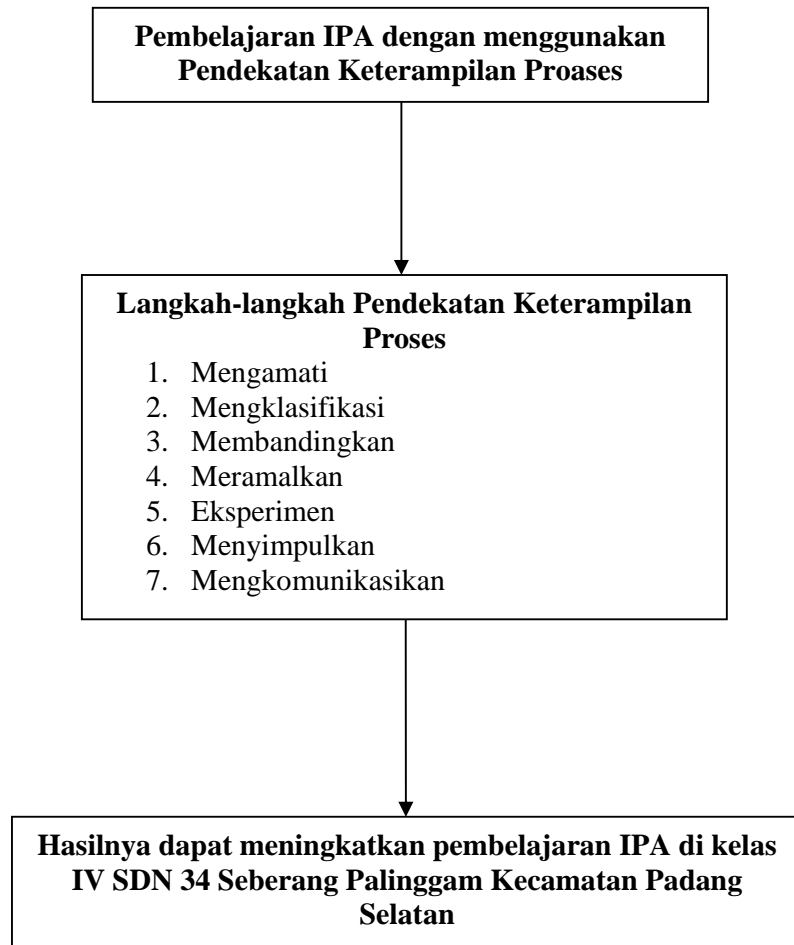 Pembelajaran IPA dengan menggunakan
Pendekatan Keterampilan Proases
Langkah-langkah Pendekatan Keterampilan
Proses
1. Mengamati
2. Mengklasifikasi
3. Membandingkan
4. Meramalkan
5. Eksperimen
6. Menyimpulkan
7. Mengkomunikasikan
Hasilnya dapat meningkatkan pembelajaran IPA di kelas
IV SDN 34 Seberang Palinggam Kecamatan Padang
Selatan